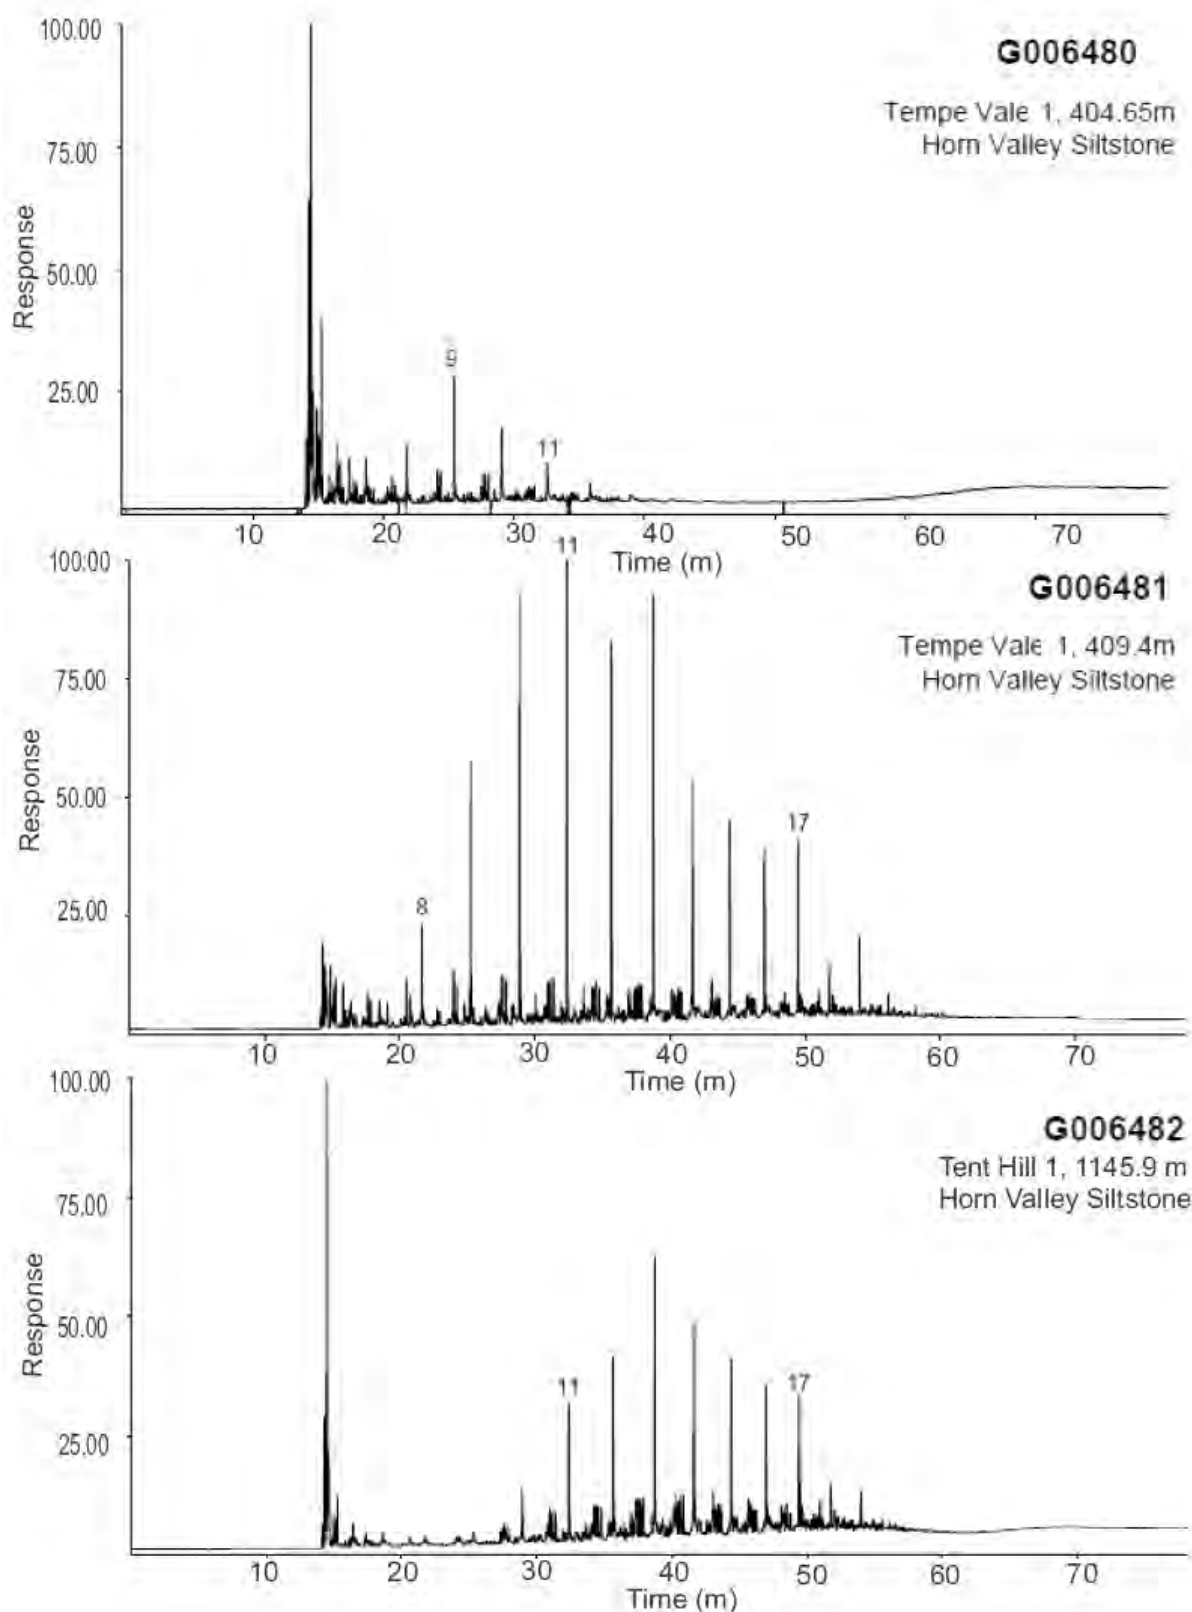 100.00
G006480
Tempe Vale 1, 404.65m
Horn Valley Siltstone
75.00
50.00
Response
9
25.00
11
10 20 30 40 50 60 70
Time (m)
11
100.00
G006481
Tempe Vale 1, 409.4m
Horn Valley Siltstone
75.00
Response
50.00
17
25.00
8
10 20 30 40 50 60 70
Time (m)
100.00
G006482
Tent Hill 1, 1145.9 m
Horn Valley Siltstone
75.00
Response
50.00
11
17
25.00
10 20 30 40 50 60 70
Time (m)